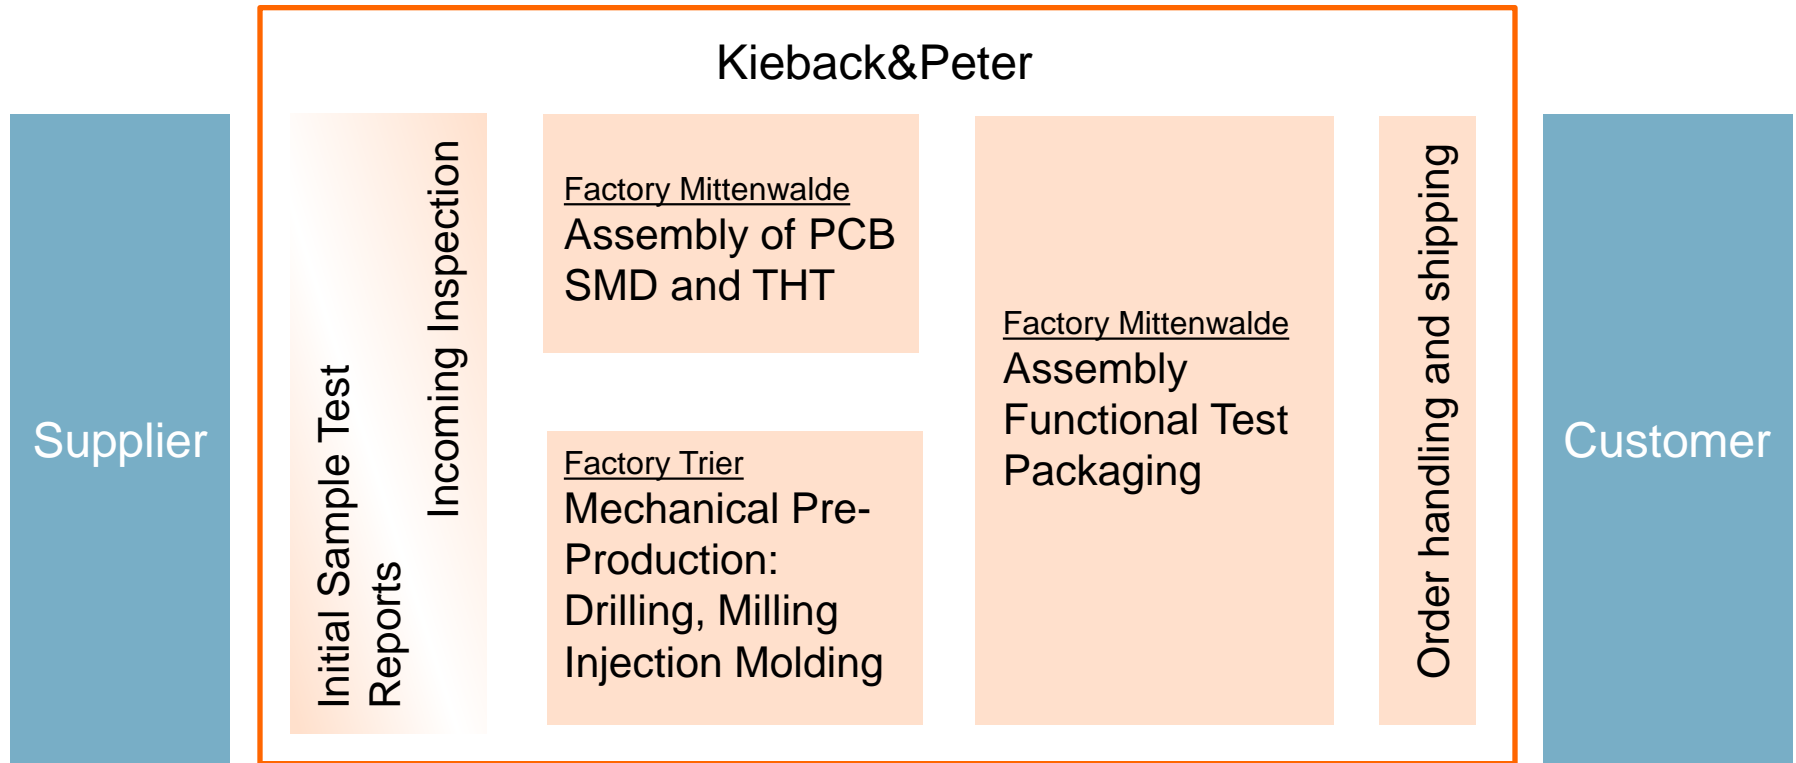 Kieback&Peter
Supplier
Initial Sample Test
Reports
Incoming Inspection
Factory Mittenwalde
Assembly of PCB
SMD and THT
Factory Trier
Mechanical Pre-
Production:
Drilling, Milling
Injection Molding
Factory Mittenwalde
Assembly
Functional Test
Packaging
Order handling and shipping
Customer